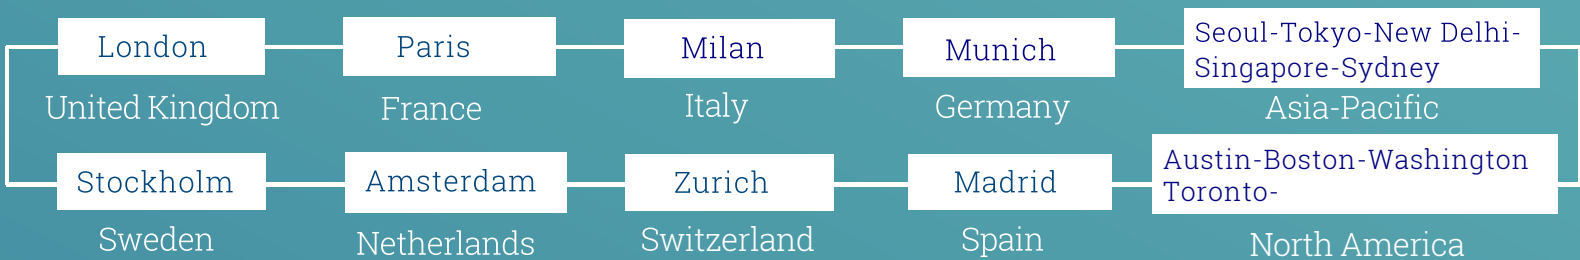 London
Paris
Milan
Munich
Seoul-Tokyo-New Delhi-
Singapore-Sydney
United Kingdom
France
Italy
Germany
Asia-Pacific
Stockholm
Amsterdam
Zurich
Madrid
Austin-Boston-Washington
Toronto-
Sweden
Netherlands
Switzerland
Spain
North America